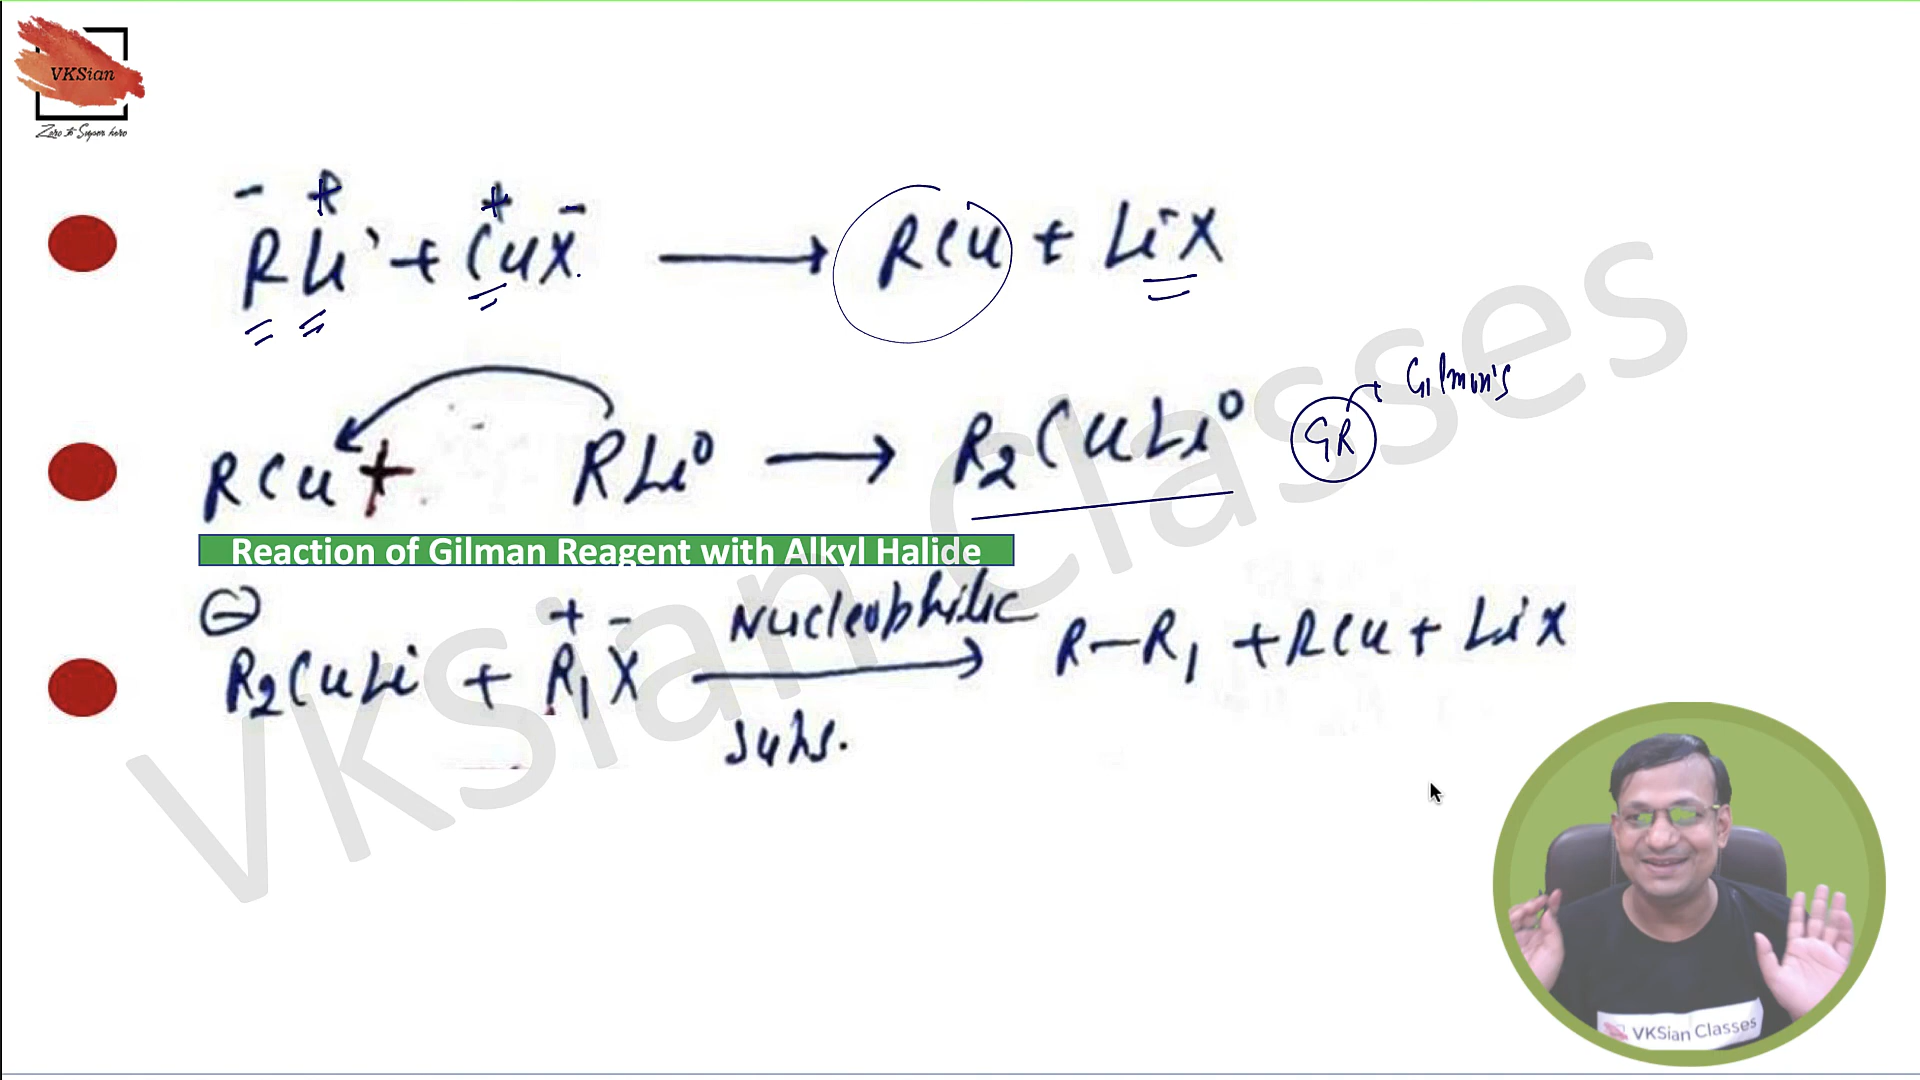 VKSian
Zero to Super hero
- + + -
RLi + CuX → RCu + LiX
RCu + RLi → R₂CuLi GR → Gilman's
Reaction of Gilman Reagent with Alkyl Halide
⊖ + - Nucleophilic
R₂CuLi + R₁X → R-R₁ + RCu + LiX
subs.
VKSian Classes
VKSian Classes